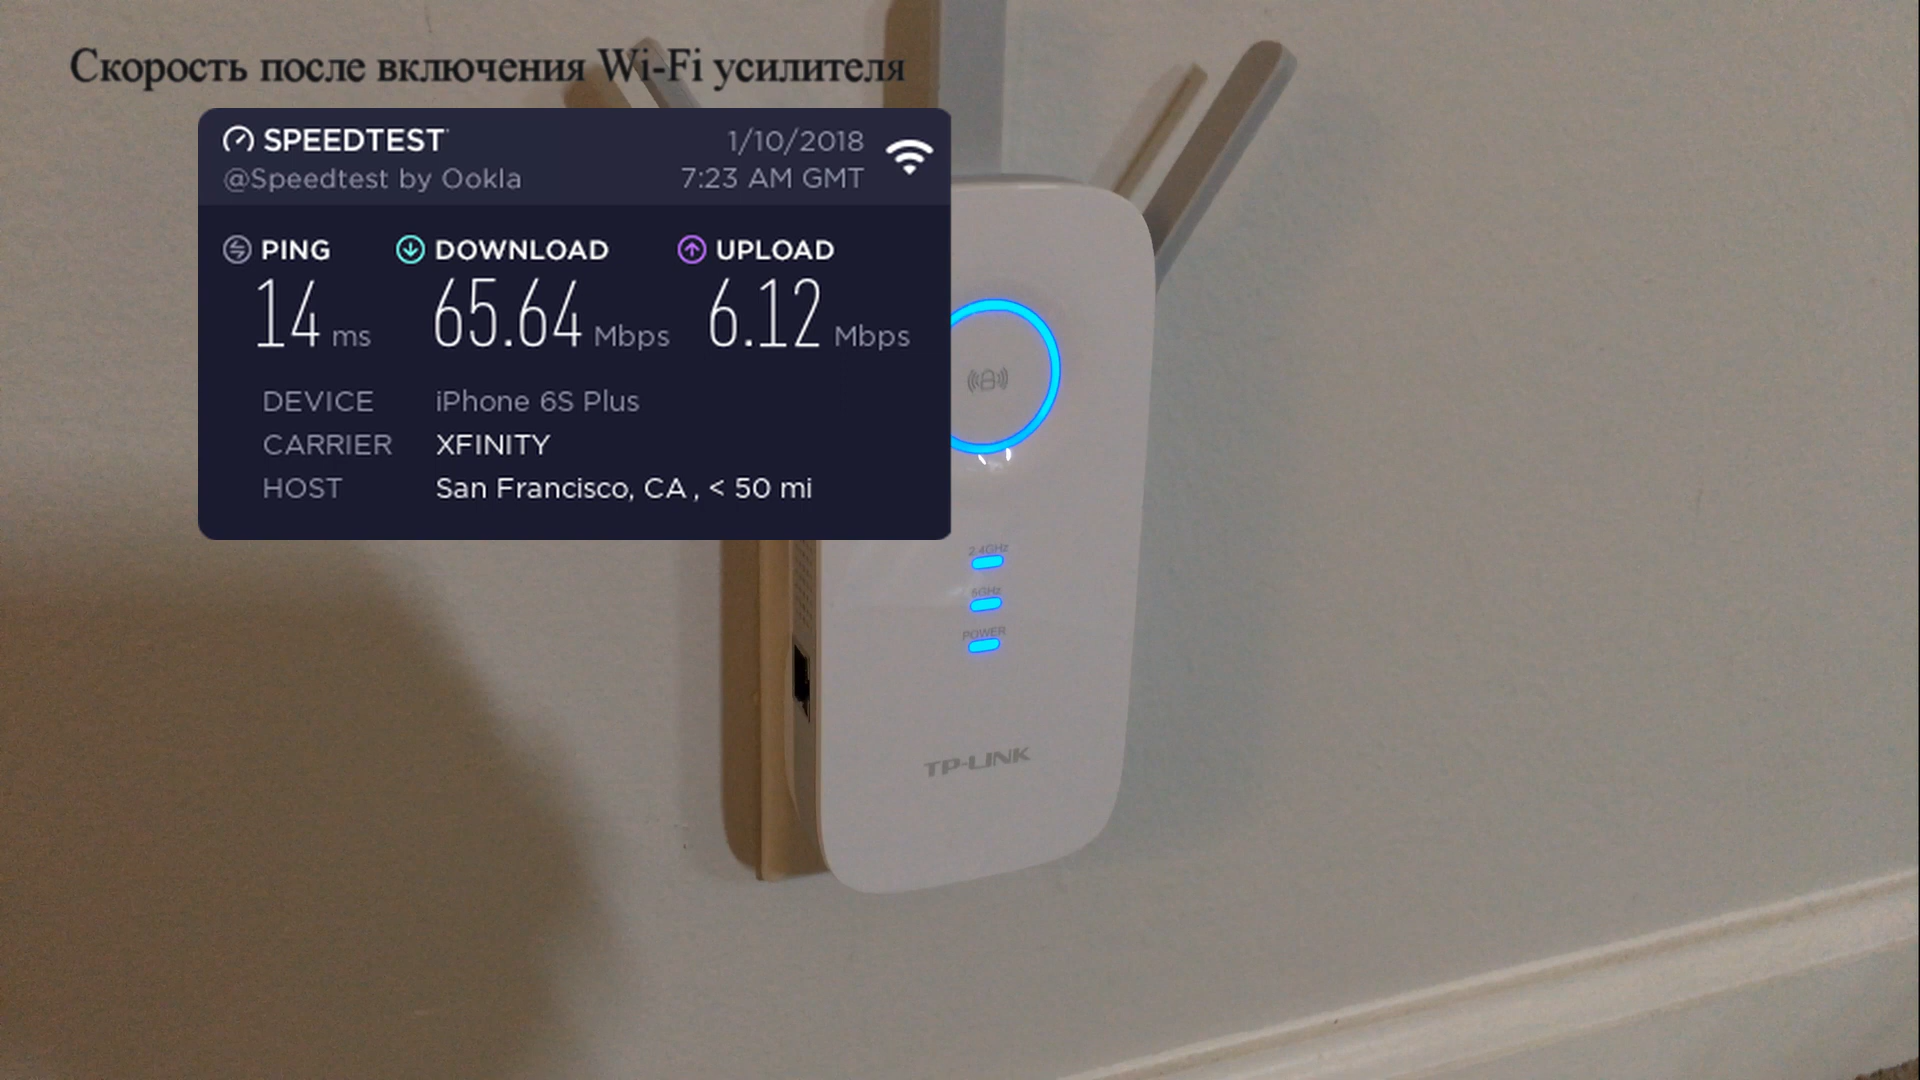 Скорость после включения Wi-Fi усилителя
SPEEDTEST
1/10/2018
@Speedtest by Ookla
7:23 AM GMT
PING DOWNLOAD UPLOAD
14 ms 65.64 Mbps 6.12 Mbps
DEVICE iPhone 6S Plus
CARRIER XFINITY
HOST San Francisco, CA , < 50 mi
2.4GHz
5GHz
POWER
TP-LINK